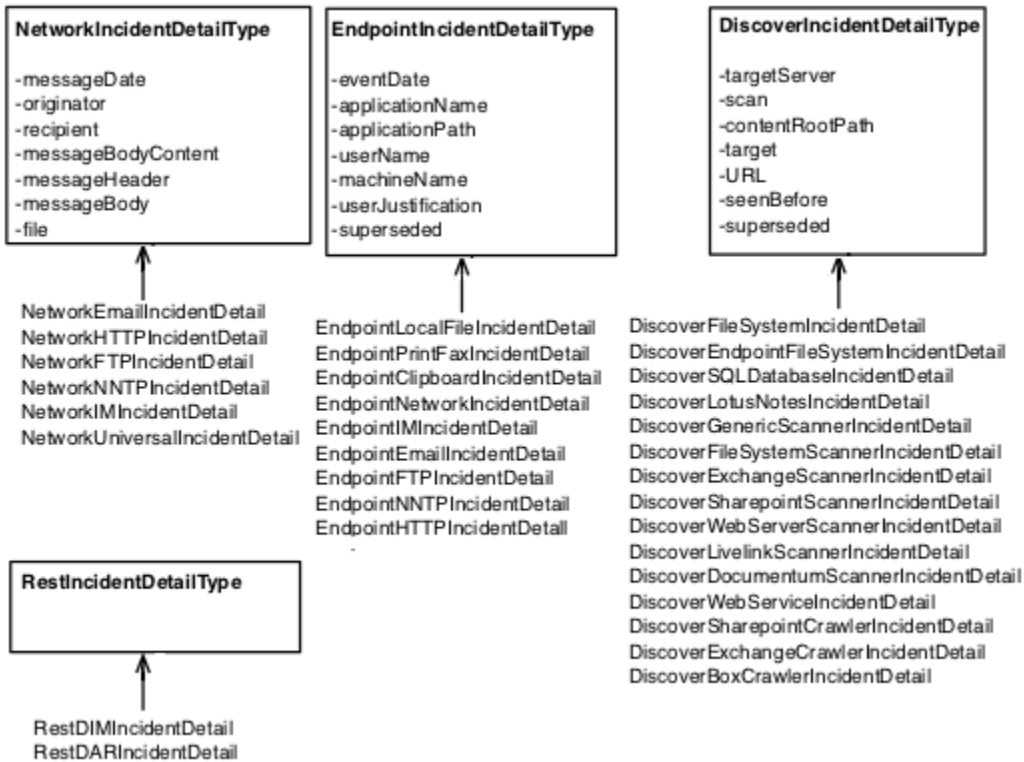 NetworkIncidentDetailType
-messageDate
-originator
-recipient
-messageBodyContent
-messageHeader
-messageBody
-file
NetworkEmailIncidentDetail
NetworkHTTPIncidentDetail
NetworkFTPIncidentDetail
NetworkNNTPIncidentDetail
NetworkIMIncidentDetail
NetworkUniversalIncidentDetail
EndpointIncidentDetailType
-eventDate
-applicationName
-applicationPath
-userName
-machineName
-userJustification
-superseded
EndpointLocalFileIncidentDetail
EndpointPrintFaxIncidentDetail
EndpointClipboardIncidentDetail
EndpointNetworkIncidentDetail
EndpointIMIncidentDetail
EndpointEmailIncidentDetail
EndpointFTPIncidentDetail
EndpointNNTPIncidentDetail
EndpointHTTPIncidentDetall
DiscoverIncidentDetailType
-targetServer
-scan
-contentRootPath
-target
-URL
-seenBefore
-superseded
DiscoverFileSystemIncidentDetail
DiscoverEndpointFileSystemIncidentDetail
DiscoverSQLDatabaseIncidentDetail
DiscoverLotusNotesIncidentDetail
DiscoverGenericScannerIncidentDetail
DiscoverFileSystemScannerIncidentDetail
DiscoverExchangeScannerIncidentDetail
DiscoverSharepointScannerIncidentDetail
DiscoverWebServerScannerIncidentDetail
DiscoverLivelinkScannerIncidentDetail
DiscoverDocumentumScannerIncidentDetail
DiscoverWebServiceIncidentDetail
DiscoverSharepointCrawlerIncidentDetail
DiscoverExchangeCrawlerIncidentDetail
DiscoverBoxCrawlerIncidentDetail
RestIncidentDetailType
RestDIMIncidentDetail
RestDARIncidentDetail